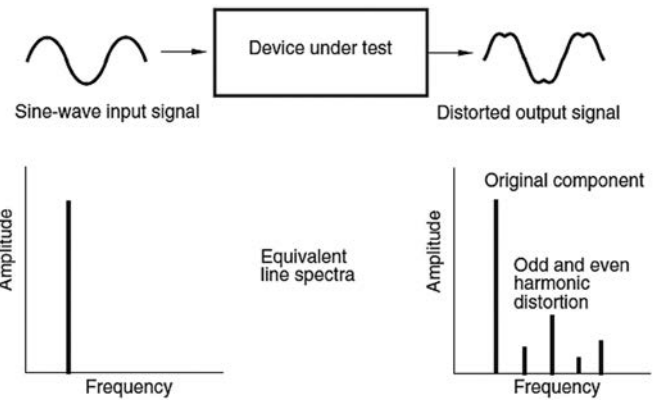 Device under test
Sine-wave input signal
Distorted output signal
Amplitude
Frequency
Equivalent
line spectra
Amplitude
Original component
Odd and even
harmonic
distortion
Frequency